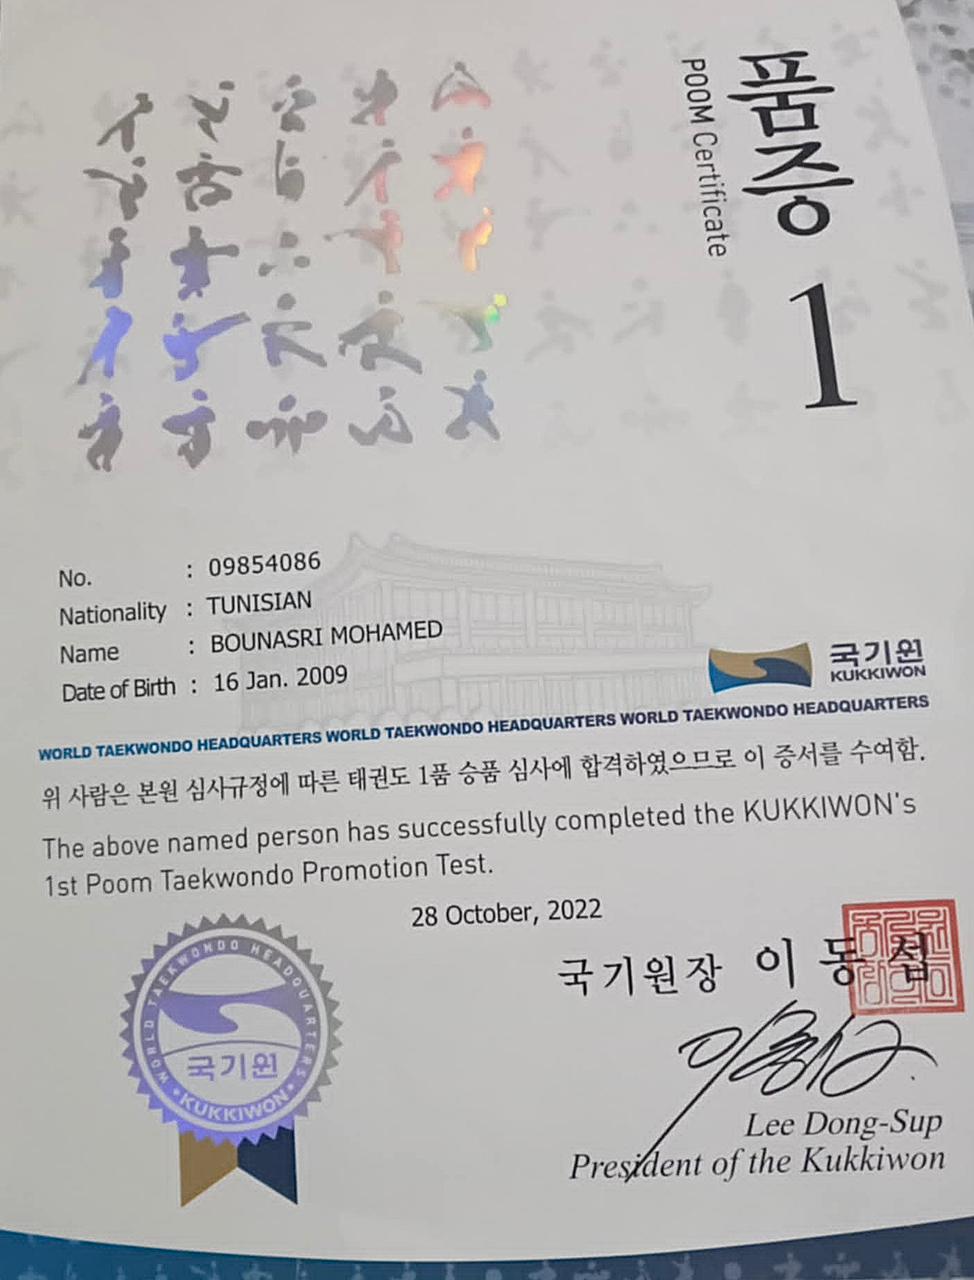 품증
POOM Certificate
1
No. : 09854086
Nationality : TUNISIAN
Name : BOUNASRI MOHAMED
Date of Birth : 16 Jan. 2009
국기원
KUKKIWON
WORLD TAEKWONDO HEADQUARTERS WORLD TAEKWONDO HEADQUARTERS WORLD TAEKWONDO HEADQUARTERS
위 사람은 본원 심사규정에 따른 태권도 1품 승품 심사에 합격하였으므로 이 증서를 수여함.
The above named person has successfully completed the KUKKIWON's
1st Poom Taekwondo Promotion Test.
28 October, 2022
국기원장 이 동 섭
WORLD TAEKWONDO HEADQUARTERS
국기원
KUKKIWON
Lee Dong-Sup
President of the Kukkiwon